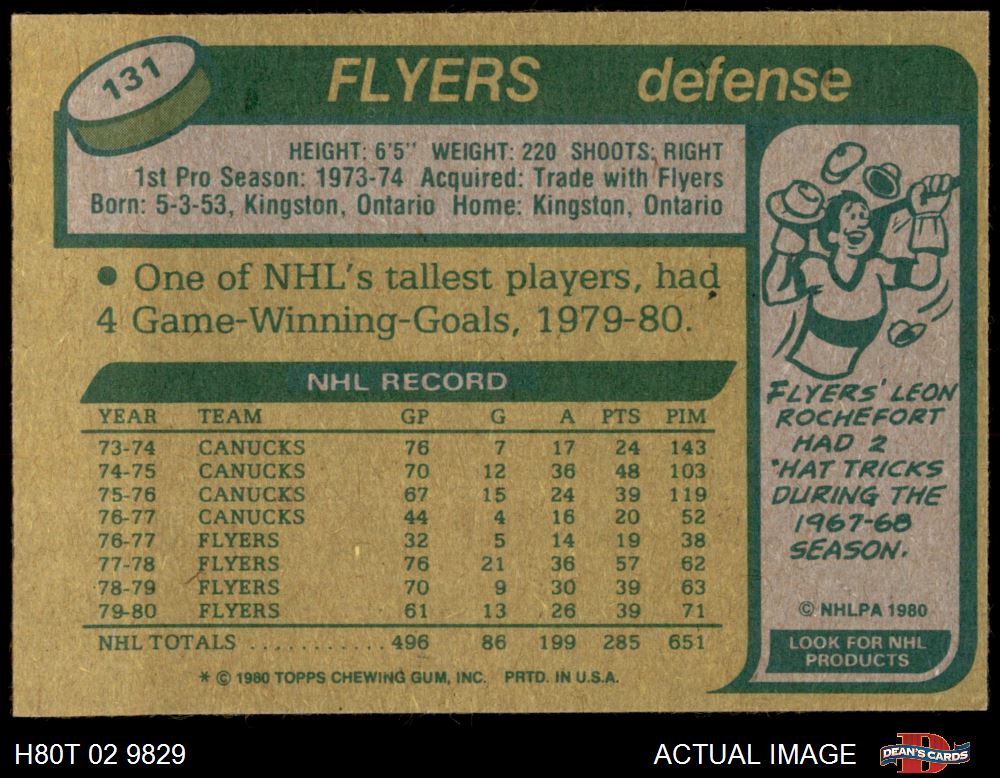 131
FLYERS defense
HEIGHT: 6'5" WEIGHT: 220 SHOOTS: RIGHT
1st Pro Season: 1973-74 Acquired: Trade with Flyers
Born: 5-3-53, Kingston, Ontario Home: Kingston, Ontario
● One of NHL's tallest players, had
4 Game-Winning-Goals, 1979-80.
NHL RECORD
YEAR TEAM GP G A PTS PIM
73-74 CANUCKS 76 7 17 24 143
74-75 CANUCKS 70 12 36 48 103
75-76 CANUCKS 67 15 24 39 119
76-77 CANUCKS 44 4 16 20 52
76-77 FLYERS 32 5 14 19 38
77-78 FLYERS 76 21 36 57 62
78-79 FLYERS 70 9 30 39 63
79-80 FLYERS 61 13 26 39 71
NHL TOTALS ............ 496 86 199 285 651
* © 1980 TOPPS CHEWING GUM, INC. PRTD. IN U.S.A.
FLYERS' LEON
ROCHEFORT
HAD 2
"HAT TRICKS
DURING THE
1967-68
SEASON.
© NHLPA 1980
LOOK FOR NHL
PRODUCTS
H80T 02 9829
ACTUAL IMAGE
DEAN'S CARDS